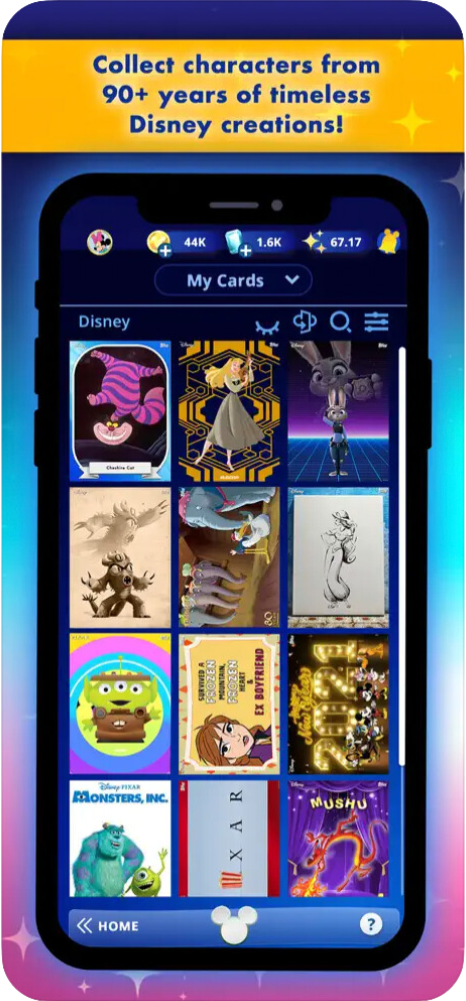 Collect characters from
90+ years of timeless
Disney creations!
44K
1.6K
67.17
My Cards
Disney
Cheshire Cat
SURVIVED A
FROZEN
MOUNTAIN,
FROZEN
HEART
&
EX BOYFRIEND
2021
DISNEY PIXAR
MONSTERS, INC.
XAR
MUSHU
HOME
?